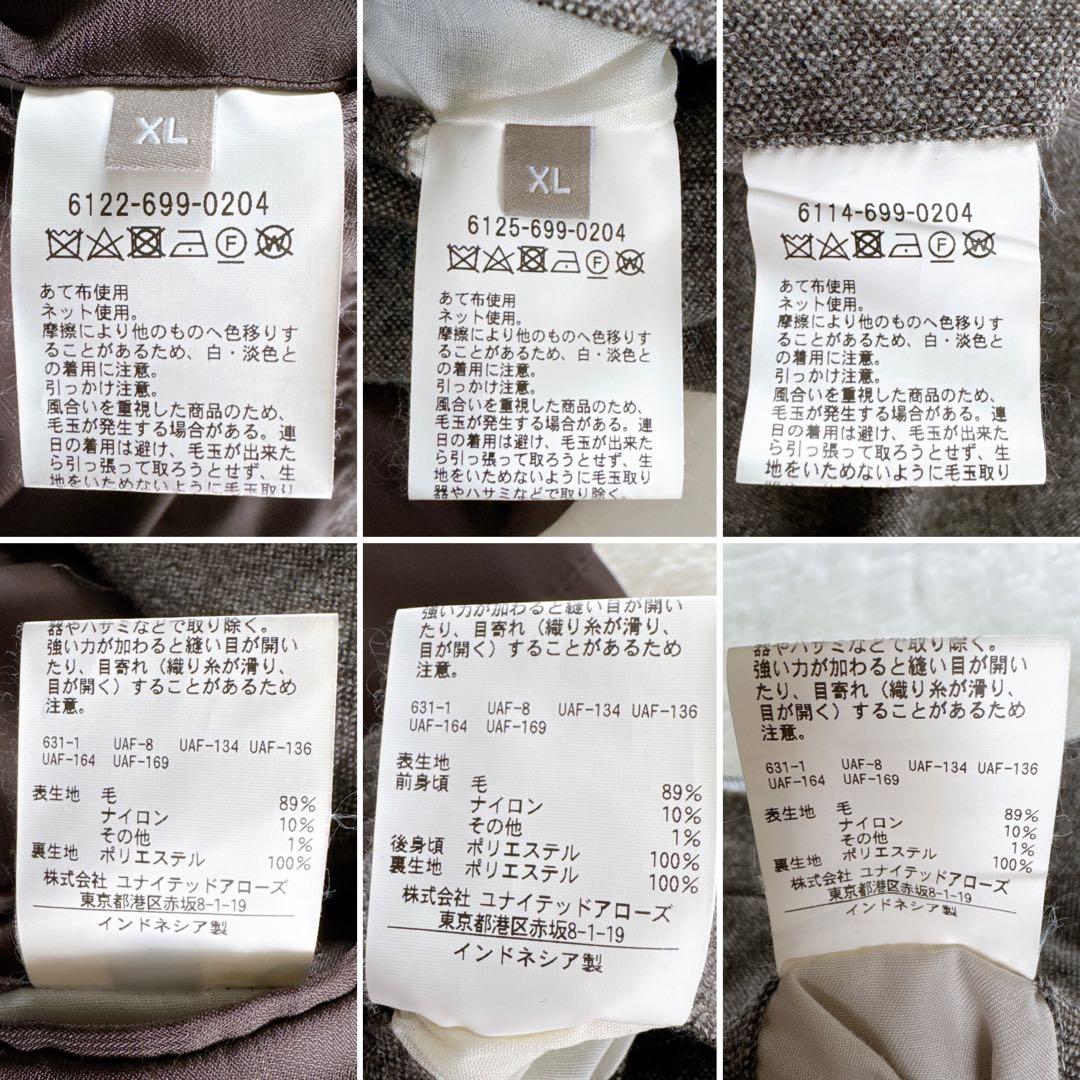 XL
6122-699-0204
あて布使用
ネット使用。
摩擦により他のものへ色移りす
ることがあるため、白・淡色と
の着用に注意。
引っかけ注意。
風合いを重視した商品のため、
毛玉が発生する場合がある。連
日の着用は避け、毛玉が出来た
ら引っ張って取ろうとせず、生
地をいためないように毛玉取り
XL
6125-699-0204
あて布使用
ネット使用。
摩擦により他のものへ色移りす
ることがあるため、白・淡色と
の着用に注意。
引っかけ注意。
風合いを重視した商品のため、
毛玉が発生する場合がある。連
日の着用は避け、毛玉が出来た
ら引っ張って取ろうとせず、生
地をいためないように毛玉取り
器やハサミなどで取り除く。
6114-699-0204
あて布使用
ネット使用。
摩擦により他のものへ色移りす
ることがあるため、白・淡色と
の着用に注意。
引っかけ注意。
風合いを重視した商品のため、
毛玉が発生する場合がある。連
日の着用は避け、毛玉が出来た
ら引っ張って取ろうとせず、生
地をいためないように毛玉取り
器やハサミなどで取り除く。
強い力が加わると縫い目が開い
たり、目寄れ（織り糸が滑り、
目が開く）することがあるため
注意。
631-1 UAF-8 UAF-134 UAF-136
UAF-164 UAF-169
表生地 毛 89%
ナイロン 10%
その他 1%
裏生地 ポリエステル 100%
株式会社 ユナイテッドアローズ
東京都港区赤坂8-1-19
インドネシア製
強い力が加わると縫い目が開い
たり、目寄れ（織り糸が滑り、
目が開く）することがあるため
注意。
631-1 UAF-8 UAF-134 UAF-136
UAF-164 UAF-169
表生地
前身頃 毛 89%
ナイロン 10%
その他 1%
後身頃 ポリエステル 100%
裏生地 ポリエステル 100%
株式会社 ユナイテッドアローズ
東京都港区赤坂8-1-19
インドネシア製
器やハサミなどで取り除く。
強い力が加わると縫い目が開い
たり、目寄れ（織り糸が滑り、
目が開く）することがあるため
注意。
631-1 UAF-8 UAF-134 UAF-136
UAF-164 UAF-169
表生地 毛 89%
ナイロン 10%
その他 1%
裏生地 ポリエステル 100%
株式会社 ユナイテッドアローズ
東京都港区赤坂8-1-19
インドネシア製